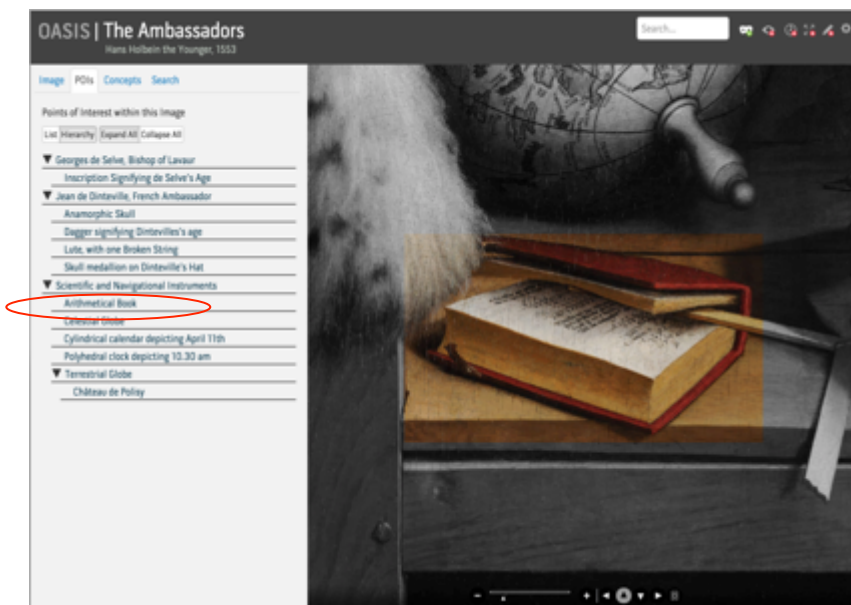 OASIS | The Ambassadors
Hans Holbein the Younger, 1553
Search...
Image POIs Concepts Search
Points of Interest within this Image
List Hierarchy Expand All Collapse All
▼ Georges de Selve, Bishop of Lavaur
Inscription Signifying de Selve's Age
▼ Jean de Dinteville, French Ambassador
Anamorphic Skull
Dagger signifying Dintevilles's age
Lute, with one Broken String
Skull medallion on Dinteville's Hat
▼ Scientific and Navigational Instruments
Arithmetical Book
Celestial Globe
Cylindrical calendar depicting April 11th
Polyhedral clock depicting 10.30 am
▼ Terrestrial Globe
Château de Polisy